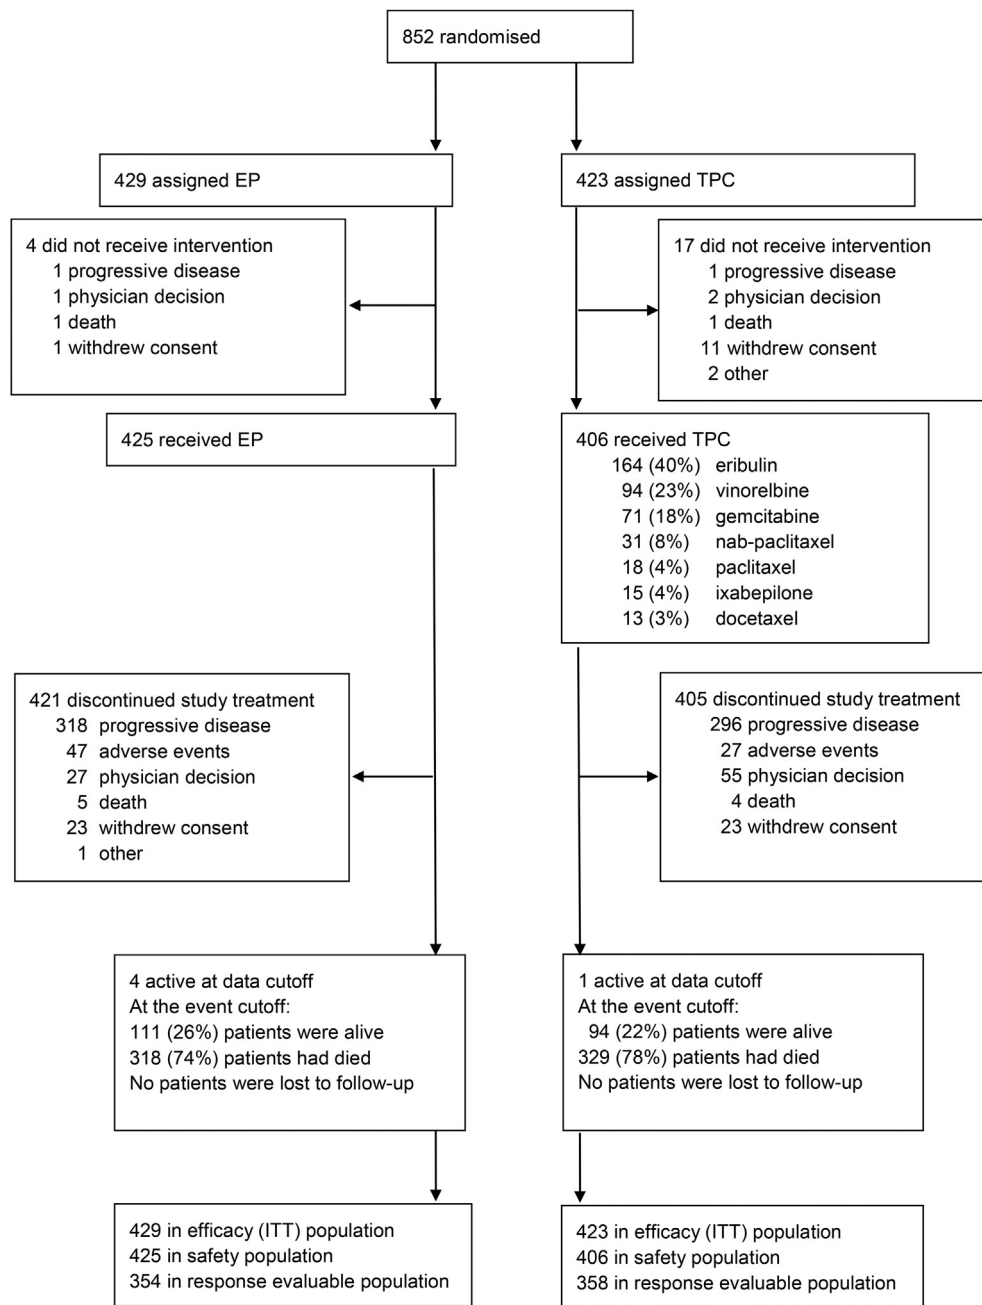 852 randomised
429 assigned EP
423 assigned TPC
4 did not receive intervention
1 progressive disease
1 physician decision
1 death
1 withdrew consent
17 did not receive intervention
1 progressive disease
2 physician decision
1 death
11 withdrew consent
2 other
425 received EP
406 received TPC
164 (40%) eribulin
94 (23%) vinorelbine
71 (18%) gemcitabine
31 (8%) nab-paclitaxel
18 (4%) paclitaxel
15 (4%) ixabepilone
13 (3%) docetaxel
421 discontinued study treatment
318 progressive disease
47 adverse events
27 physician decision
5 death
23 withdrew consent
1 other
405 discontinued study treatment
296 progressive disease
27 adverse events
55 physician decision
4 death
23 withdrew consent
4 active at data cutoff
At the event cutoff:
111 (26%) patients were alive
318 (74%) patients had died
No patients were lost to follow-up
1 active at data cutoff
At the event cutoff:
94 (22%) patients were alive
329 (78%) patients had died
No patients were lost to follow-up
429 in efficacy (ITT) population
425 in safety population
354 in response evaluable population
423 in efficacy (ITT) population
406 in safety population
358 in response evaluable population